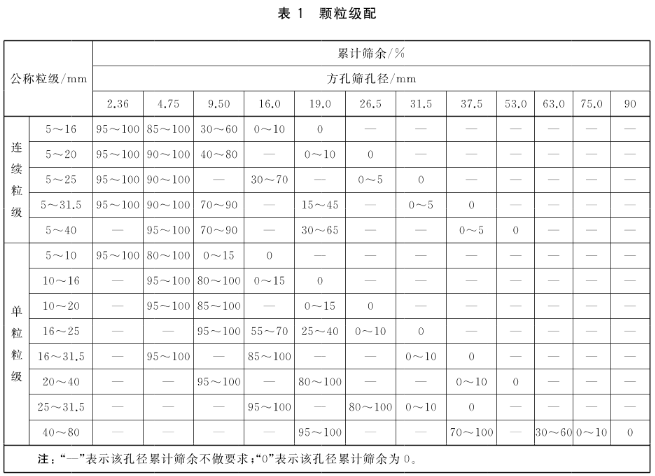 表 1 颗粒级配
公称粒级/mm
累计筛余/%
方孔筛孔径/mm
2.36 4.75 9.50 16.0 19.0 26.5 31.5 37.5 53.0 63.0 75.0 90
连续粒级
5～16 95～100 85～100 30～60 0～10 0 — — — — — — —
5～20 95～100 90～100 40～80 — 0～10 0 — — — — — —
5～25 95～100 90～100 — 30～70 — 0～5 0 — — — — —
5～31.5 95～100 90～100 70～90 — 15～45 — 0～5 0 — — — —
5～40 — 95～100 70～90 — 30～65 — — 0～5 0 — — —
单粒粒级
5～10 95～100 80～100 0～15 0 — — — — — — — —
10～16 — 95～100 80～100 0～15 0 — — — — — — —
10～20 — 95～100 85～100 — 0～15 0 — — — — — —
16～25 — — 95～100 55～70 25～40 0～10 0 — — — — —
16～31.5 — 95～100 — 85～100 — — 0～10 0 — — — —
20～40 — — 95～100 — 80～100 — — 0～10 0 — — —
25～31.5 — — — 95～100 — 80～100 0～10 0 — — — —
40～80 — — — — 95～100 — — 70～100 — 30～60 0～10 0
注：“—”表示该孔径累计筛余不做要求；“0”表示该孔径累计筛余为 0。